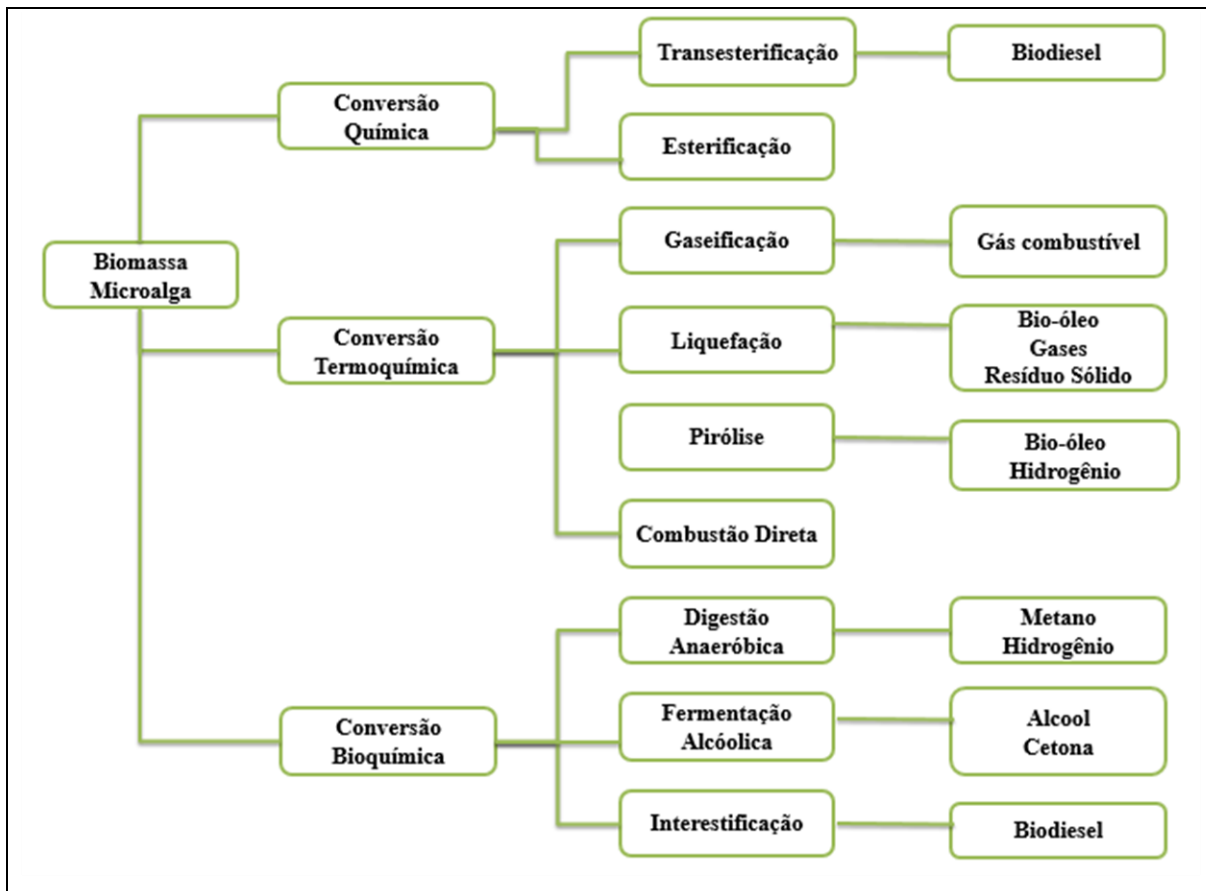 Transesterificação
Biodiesel
Conversão
Química
Esterificação
Gaseificação
Gás combustível
Biomassa
Microalga
Conversão
Termoquímica
Liquefação
Bio-óleo
Gases
Resíduo Sólido
Pirólise
Bio-óleo
Hidrogênio
Combustão Direta
Digestão
Anaeróbica
Metano
Hidrogênio
Conversão
Bioquímica
Fermentação
Alcóolica
Alcool
Cetona
Interestificação
Biodiesel